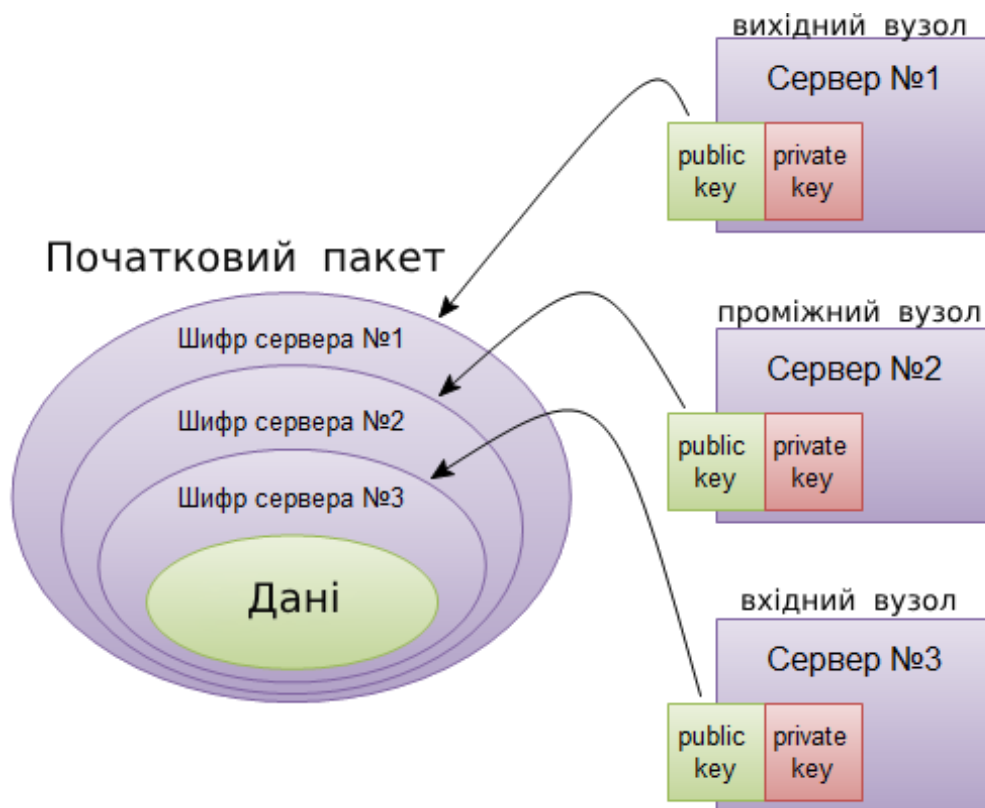 вихідний вузол
Сервер №1
public
key
private
key
Початковий пакет
Шифр сервера №1
Шифр сервера №2
Шифр сервера №3
Дані
проміжний вузол
Сервер №2
public
key
private
key
вхідний вузол
Сервер №3
public
key
private
key